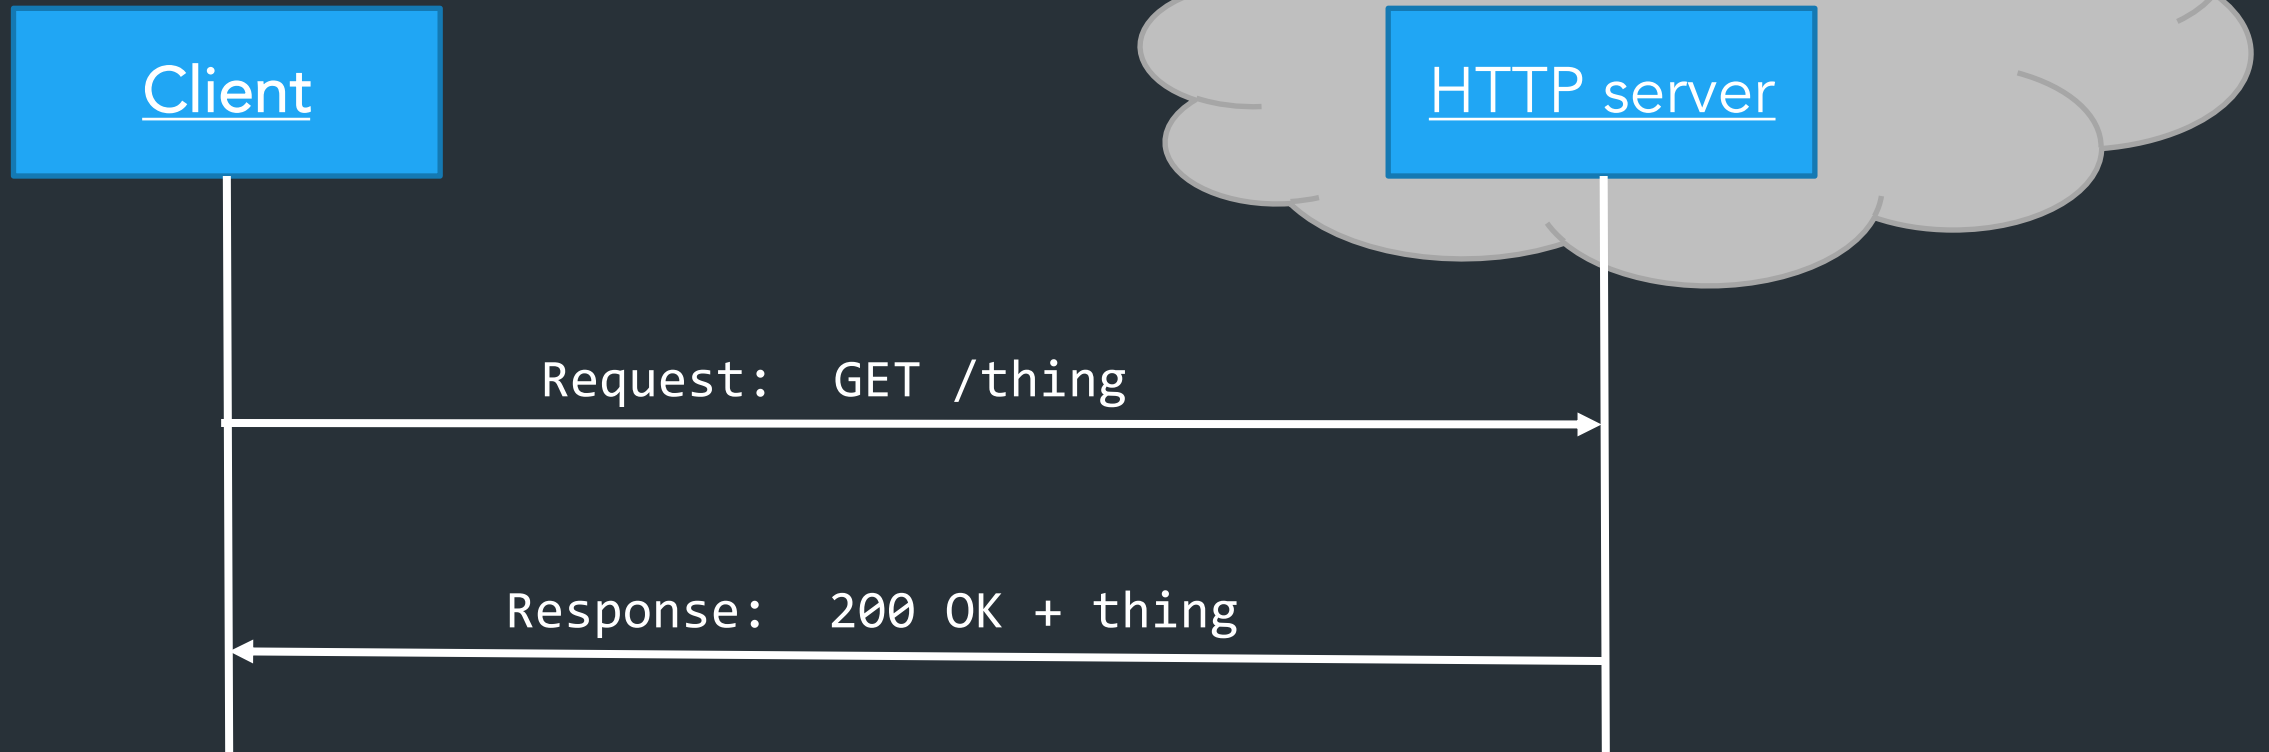 Client
HTTP server
Request:  GET /thing
Response:  200 OK + thing